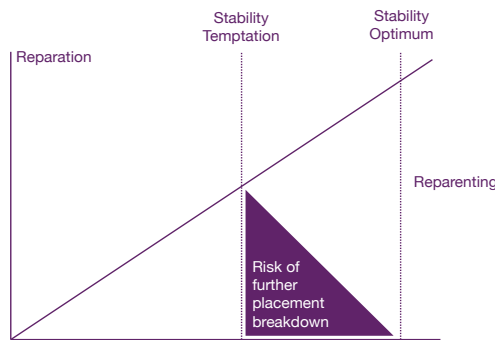 Stability
Temptation
Stability
Optimum
Reparation
Reparenting
Risk of
further
placement
breakdown